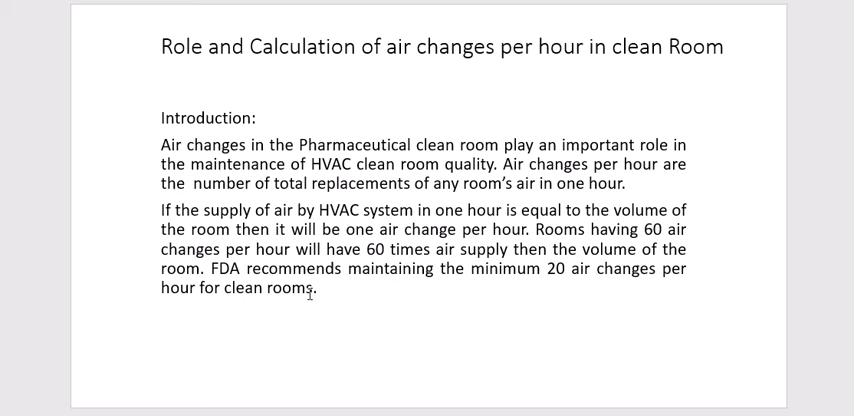 Role and Calculation of air changes per hour in clean Room
Introduction:
Air changes in the Pharmaceutical clean room play an important role in
the maintenance of HVAC clean room quality. Air changes per hour are
the number of total replacements of any room’s air in one hour.
If the supply of air by HVAC system in one hour is equal to the volume of
the room then it will be one air change per hour. Rooms having 60 air
changes per hour will have 60 times air supply then the volume of the
room. FDA recommends maintaining the minimum 20 air changes per
hour for clean rooms.